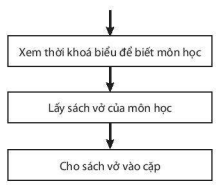 Xem thời khoá biểu để biết môn học
Lấy sách vở của môn học
Cho sách vở vào cặp